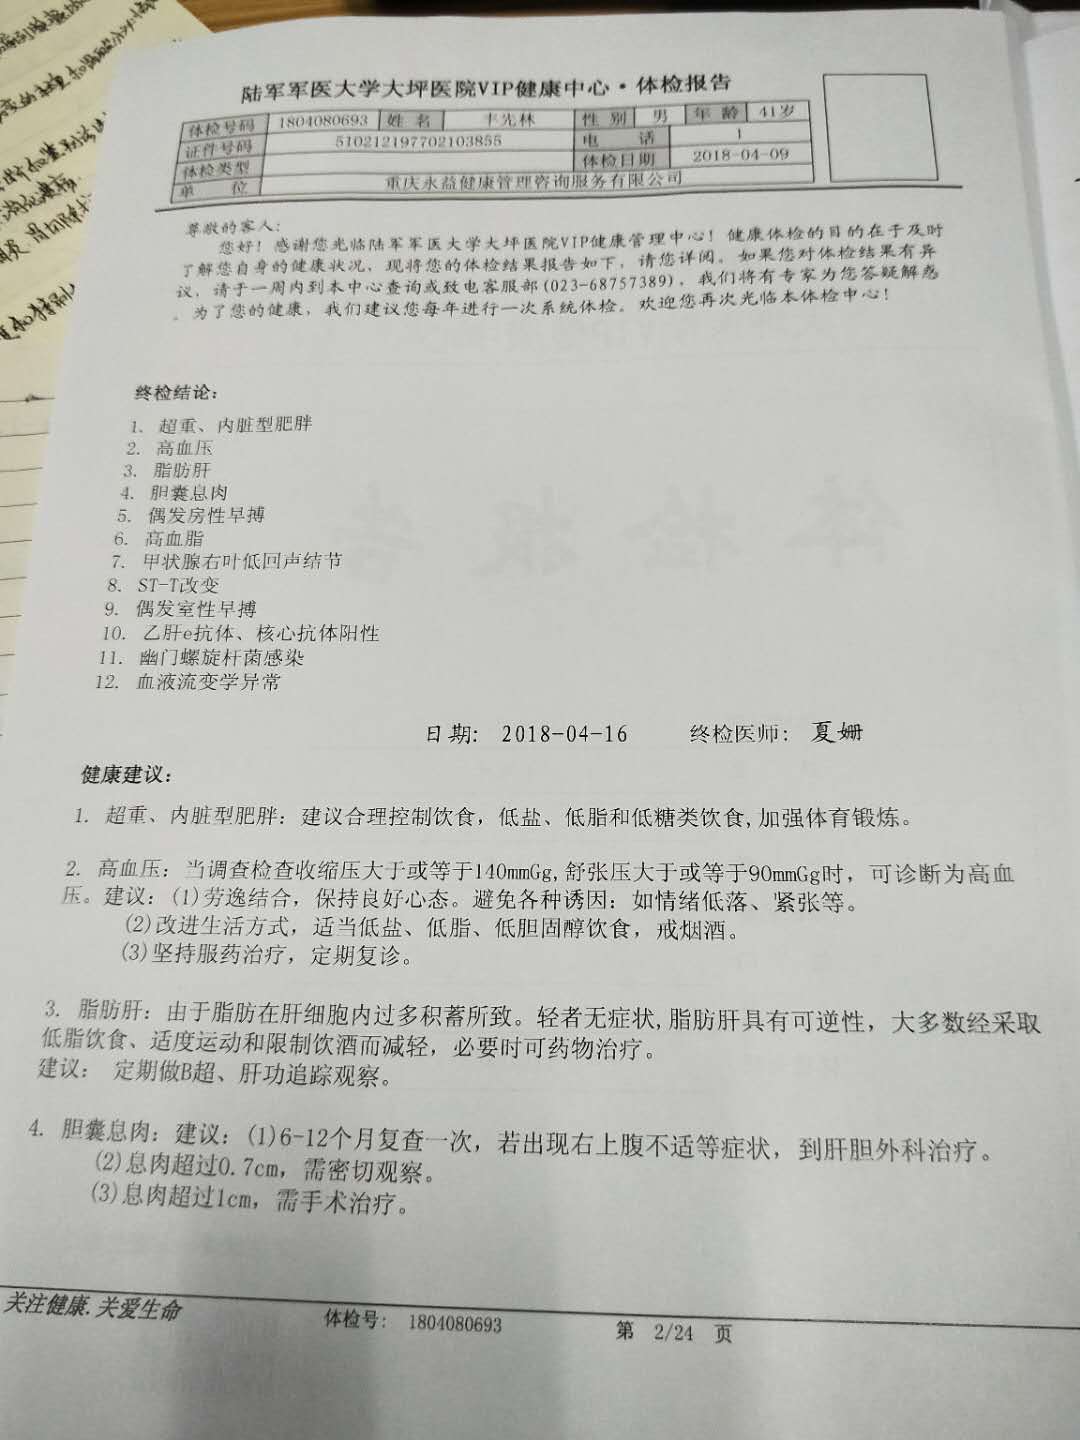 陆军军医大学大坪医院VIP健康中心·体检报告
体检号码 1804080693 姓 名 丰先林 性 别 男 年 龄 41岁
证件号码 510212197702103855 电 话 1
体检类型 体检日期 2018-04-09
单 位 重庆永益健康管理咨询服务有限公司
尊敬的客人:
您好!感谢您光临陆军军医大学大坪医院VIP健康管理中心!健康体检的目的在于及时
了解您自身的健康状况,现将您的体检结果报告如下,请您详阅。如果您对体检结果有异
议,请于一周内到本中心查询或致电客服部(023-68757389),我们将有专家为您答疑解惑
。为了您的健康,我们建议您每年进行一次系统体检。欢迎您再次光临本体检中心!
终检结论:
1、超重、内脏型肥胖
2. 高血压
3. 脂肪肝
4. 胆囊息肉
5. 偶发房性早搏
6. 高血脂
7. 甲状腺右叶低回声结节
8. ST-T改变
9. 偶发室性早搏
10. 乙肝e抗体、核心抗体阳性
11. 幽门螺旋杆菌感染
12. 血液流变学异常
日期: 2018-04-16 终检医师: 夏姗
健康建议:
1. 超重、内脏型肥胖:建议合理控制饮食,低盐、低脂和低糖类饮食,加强体育锻炼。
2. 高血压:当调查检查收缩压大于或等于140mmGg,舒张压大于或等于90mmGg时,可诊断为高血
压。建议:(1)劳逸结合,保持良好心态。避免各种诱因:如情绪低落、紧张等。
(2)改进生活方式,适当低盐、低脂、低胆固醇饮食,戒烟酒。
(3)坚持服药治疗,定期复诊。
3. 脂肪肝:由于脂肪在肝细胞内过多积蓄所致。轻者无症状,脂肪肝具有可逆性,大多数经采取
低脂饮食、适度运动和限制饮酒而减轻,必要时可药物治疗。
建议: 定期做B超、肝功追踪观察。
4. 胆囊息肉:建议:(1)6-12个月复查一次,若出现右上腹不适等症状,到肝胆外科治疗。
(2)息肉超过0.7cm,需密切观察。
(3)息肉超过1cm,需手术治疗。
关注健康.关爱生命 体检号: 1804080693 第 2/24 页